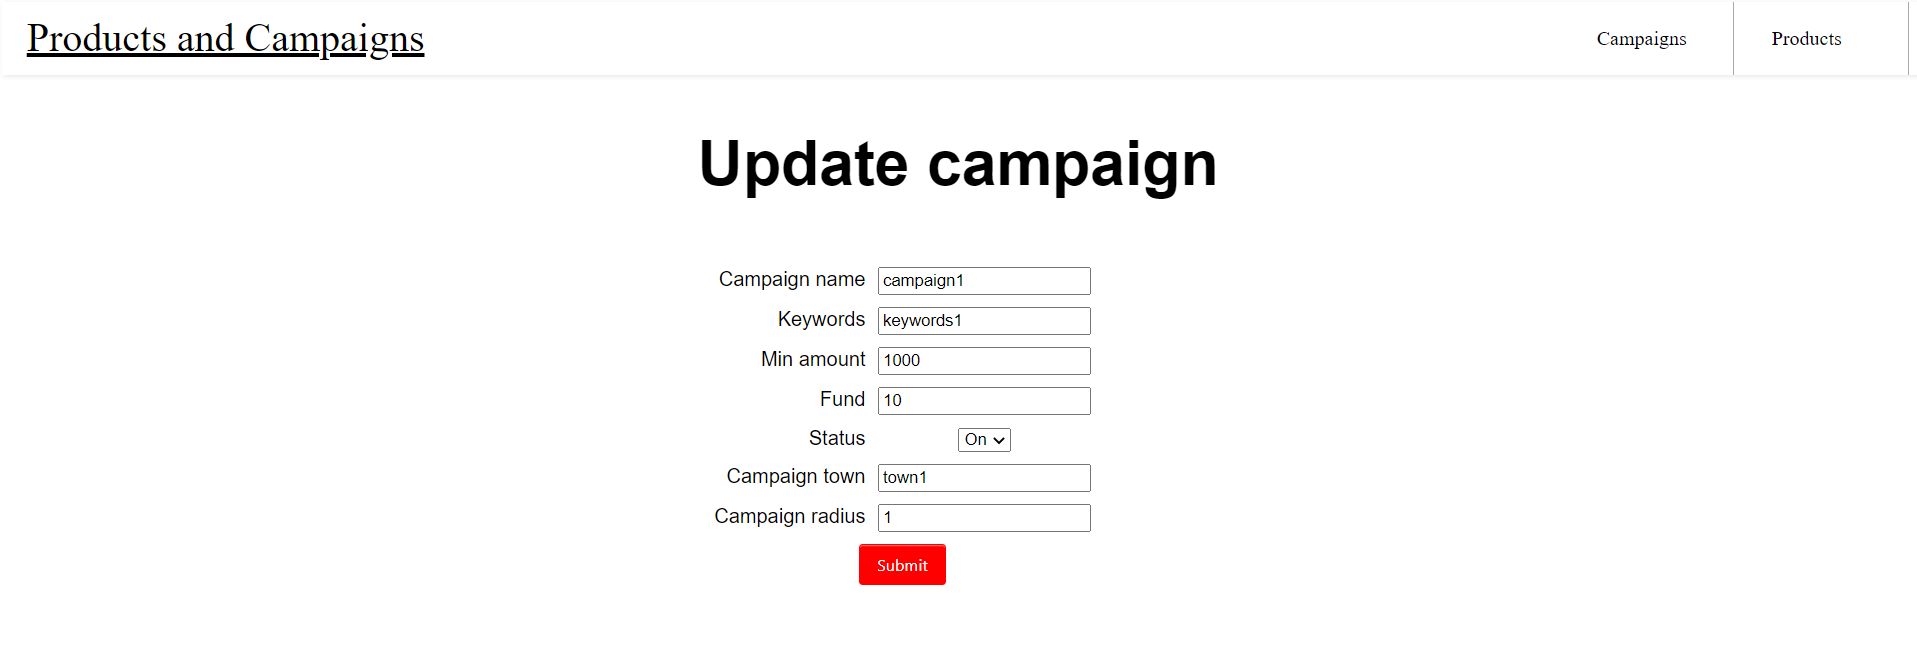 Products and Campaigns
Campaigns
Products
Update campaign
Campaign name campaign1
Keywords keywords1
Min amount 1000
Fund 10
Status On
Campaign town town1
Campaign radius 1
Submit